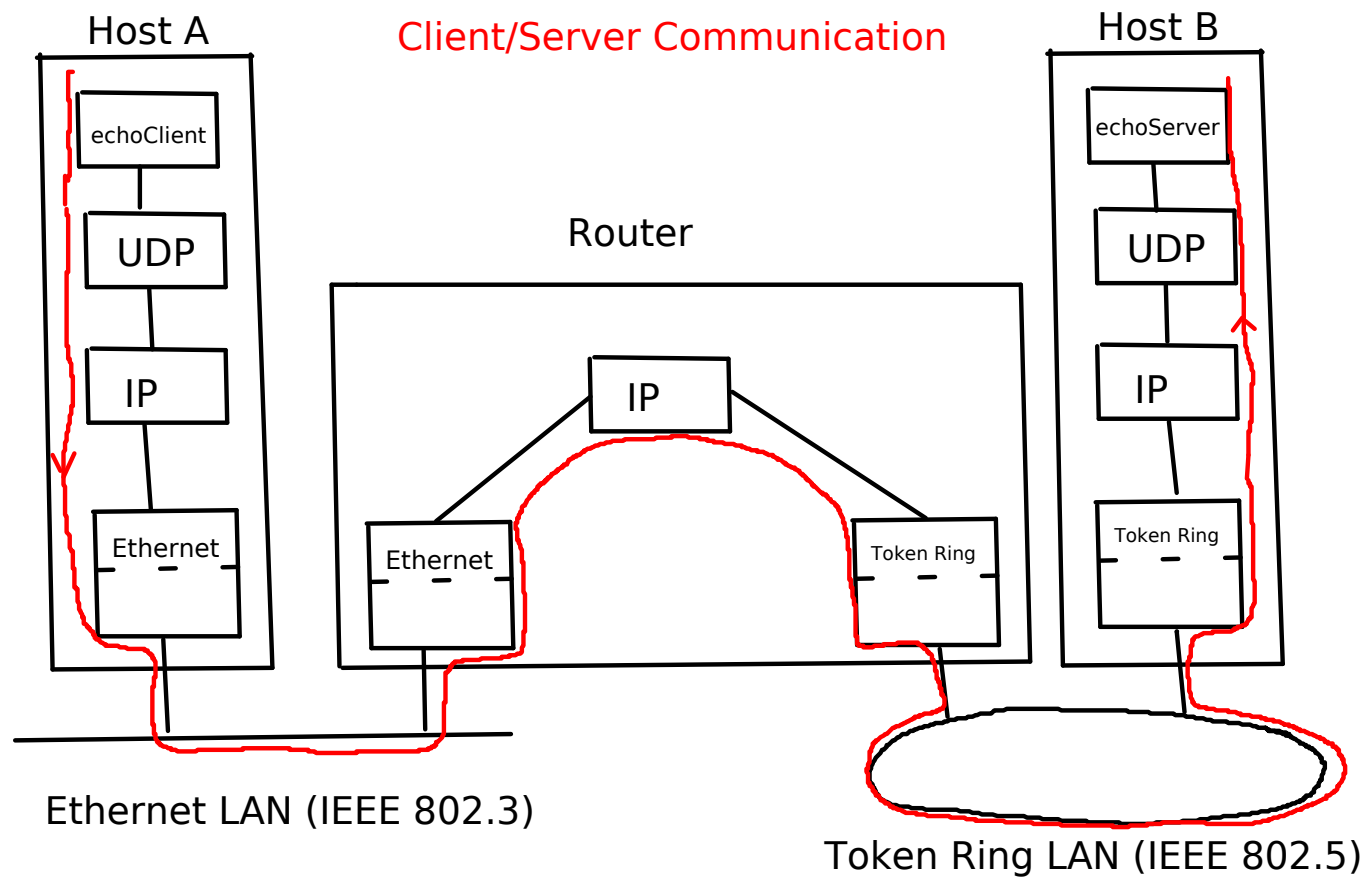 Host A
Client/Server Communication
Host B
echoClient
echoServer
UDP
Router
UDP
IP
IP
IP
Ethernet
Ethernet
Token Ring
Token Ring
Ethernet LAN (IEEE 802.3)
Token Ring LAN (IEEE 802.5)